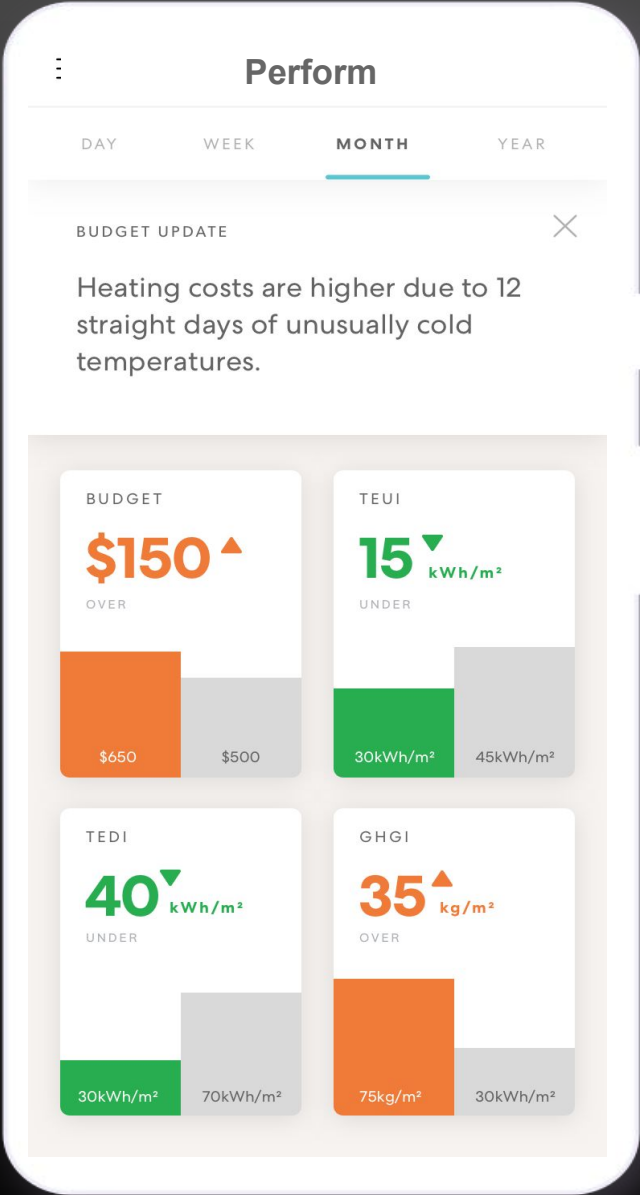 Perform
DAY WEEK MONTH YEAR
BUDGET UPDATE
Heating costs are higher due to 12
straight days of unusually cold
temperatures.
BUDGET
$150
OVER
$650 $500
TEUI
15 kWh/m²
UNDER
30kWh/m² 45kWh/m²
TEDI
40 kWh/m²
UNDER
30kWh/m² 70kWh/m²
GHGI
35 kg/m²
OVER
75kg/m² 30kWh/m²